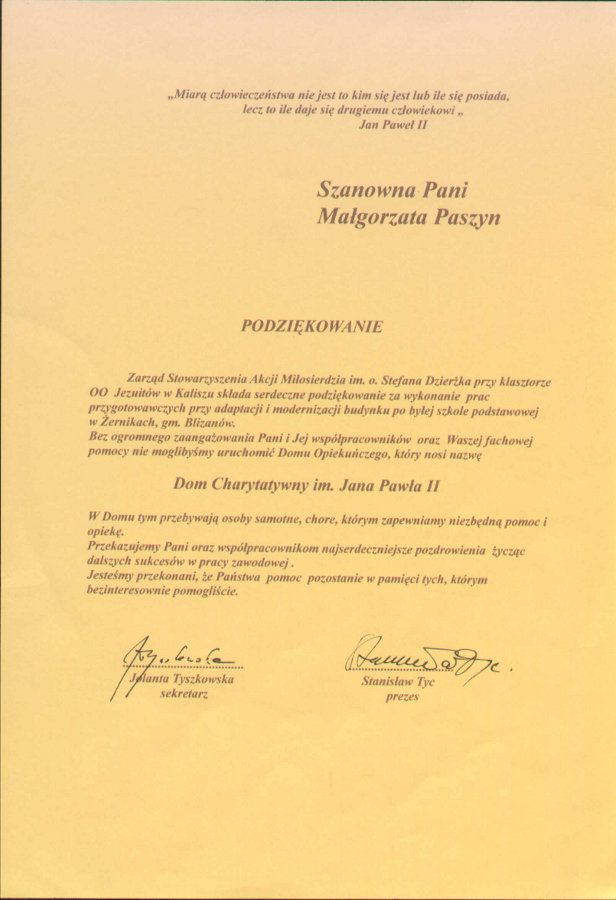 „Miarą człowieczeństwa nie jest to kim się jest lub ile się posiada,
lecz to ile daje się drugiemu człowiekowi „
Jan Paweł II
Szanowna Pani
Małgorzata Paszyn
PODZIĘKOWANIE
Zarząd Stowarzyszenia Akcji Miłosierdzia im. o. Stefana Dzierżka przy klasztorze
OO Jezuitów w Kaliszu składa serdeczne podziękowanie za wykonanie prac
przygotowawczych przy adaptacji i modernizacji budynku po byłej szkole podstawowej
w Żernikach, gm. Blizanów.
Bez ogromnego zaangażowania Pani i Jej współpracowników oraz Waszej fachowej
pomocy nie moglibyśmy uruchomić Domu Opiekuńczego, który nosi nazwę
Dom Charytatywny im. Jana Pawła II
W Domu tym przebywają osoby samotne, chore, którym zapewniamy niezbędną pomoc i
opiekę.
Przekazujemy Pani oraz współpracownikom najserdeczniejsze pozdrowienia życząc
dalszych sukcesów w pracy zawodowej .
Jesteśmy przekonani, że Państwa pomoc pozostanie w pamięci tych, którym
bezinteresownie pomogliście.
Jolanta Tyszkowska
sekretarz
Stanisław Tyc
prezes